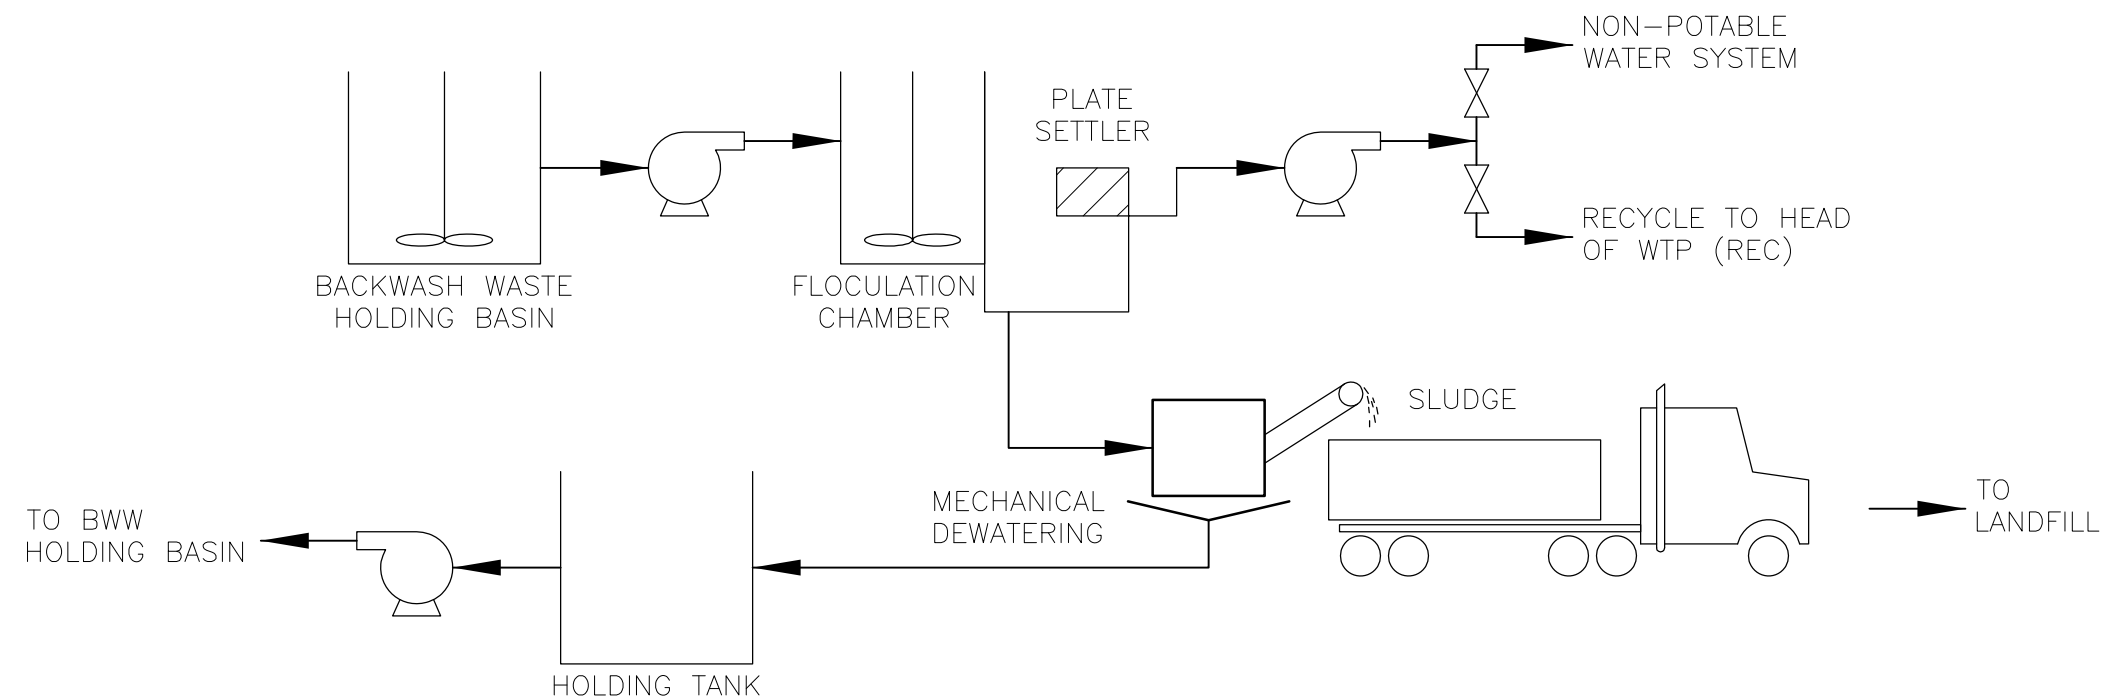 NON-POTABLE
WATER SYSTEM
PLATE
SETTLER
RECYCLE TO HEAD
OF WTP (REC)
BACKWASH WASTE
HOLDING BASIN
FLOCULATION
CHAMBER
SLUDGE
MECHANICAL
DEWATERING
TO
LANDFILL
TO BWW
HOLDING BASIN
HOLDING TANK